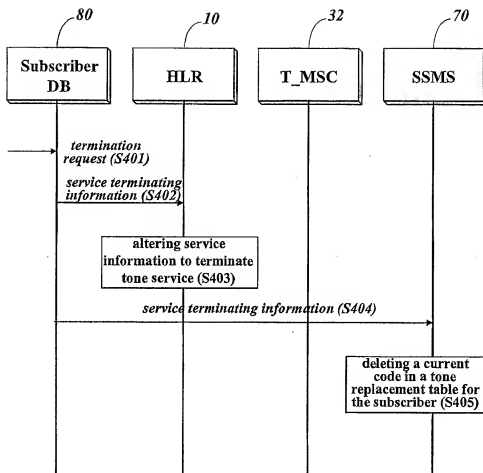 80
10
32
70
Subscriber
DB
HLR
T_MSC
SSMS
termination
request (S401)
service terminating
information (S402)
altering service
information to terminate
tone service (S403)
service terminating information (S404)
deleting a current
code in a tone
replacement table for
the subscriber (S405)